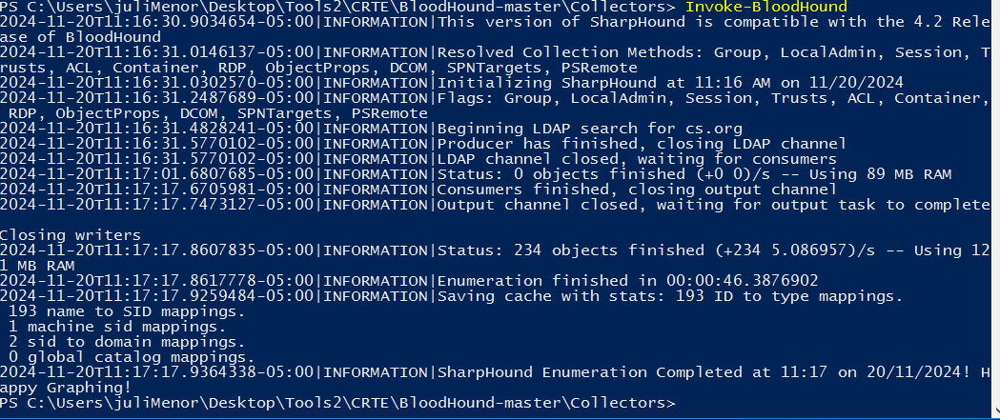 PS C:\Users\juliMenor\Desktop\Tools2\CRTE\BloodHound-master\Collectors> Invoke-BloodHound
2024-11-20T11:16:30.9034654-05:00|INFORMATION|This version of SharpHound is compatible with the 4.2 Rele
ase of BloodHound
2024-11-20T11:16:31.0146137-05:00|INFORMATION|Resolved Collection Methods: Group, LocalAdmin, Session, T
rusts, ACL, Container, RDP, ObjectProps, DCOM, SPNTargets, PSRemote
2024-11-20T11:16:31.0302570-05:00|INFORMATION|Initializing SharpHound at 11:16 AM on 11/20/2024
2024-11-20T11:16:31.2487689-05:00|INFORMATION|Flags: Group, LocalAdmin, Session, Trusts, ACL, Container,
 RDP, ObjectProps, DCOM, SPNTargets, PSRemote
2024-11-20T11:16:31.4828241-05:00|INFORMATION|Beginning LDAP search for cs.org
2024-11-20T11:16:31.5770102-05:00|INFORMATION|Producer has finished, closing LDAP channel
2024-11-20T11:16:31.5770102-05:00|INFORMATION|LDAP channel closed, waiting for consumers
2024-11-20T11:17:01.6807685-05:00|INFORMATION|Status: 0 objects finished (+0 0)/s -- Using 89 MB RAM
2024-11-20T11:17:17.6705981-05:00|INFORMATION|Consumers finished, closing output channel
2024-11-20T11:17:17.7473127-05:00|INFORMATION|Output channel closed, waiting for output task to complete
Closing writers
2024-11-20T11:17:17.8607835-05:00|INFORMATION|Status: 234 objects finished (+234 5.086957)/s -- Using 12
1 MB RAM
2024-11-20T11:17:17.8617778-05:00|INFORMATION|Enumeration finished in 00:00:46.3876902
2024-11-20T11:17:17.9259484-05:00|INFORMATION|Saving cache with stats: 193 ID to type mappings.
 193 name to SID mappings.
 1 machine sid mappings.
 2 sid to domain mappings.
 0 global catalog mappings.
2024-11-20T11:17:17.9364338-05:00|INFORMATION|SharpHound Enumeration Completed at 11:17 on 20/11/2024! H
appy Graphing!
PS C:\Users\juliMenor\Desktop\Tools2\CRTE\BloodHound-master\Collectors>